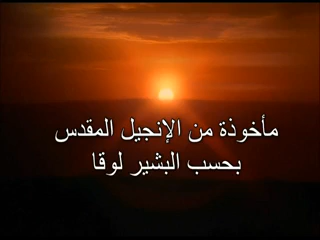 مأخوذة من الإنجيل المقدس
بحسب البشير لوقا